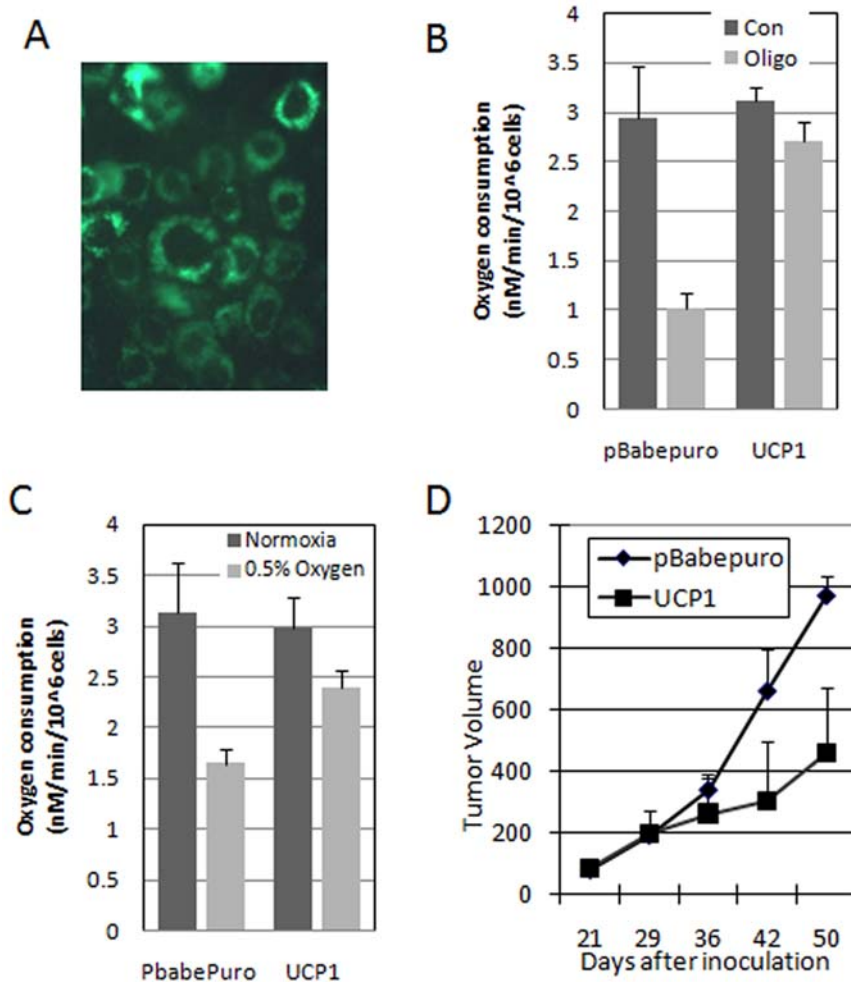 A
B
Oxygen consumption
(nM/min/10^6 cells)
4
3.5
3
2.5
2
1.5
1
0.5
0
Con
Oligo
pBabepuro UCP1
C
Oxygen consumption
(nM/min/10^6 cells)
4
3.5
3
2.5
2
1.5
1
0.5
0
Normoxia
0.5% Oxygen
PbabePuro UCP1
D
Tumor Volume
1200
1000
800
600
400
200
0
pBabepuro
UCP1
21 29 36 42 50
Days after inoculation